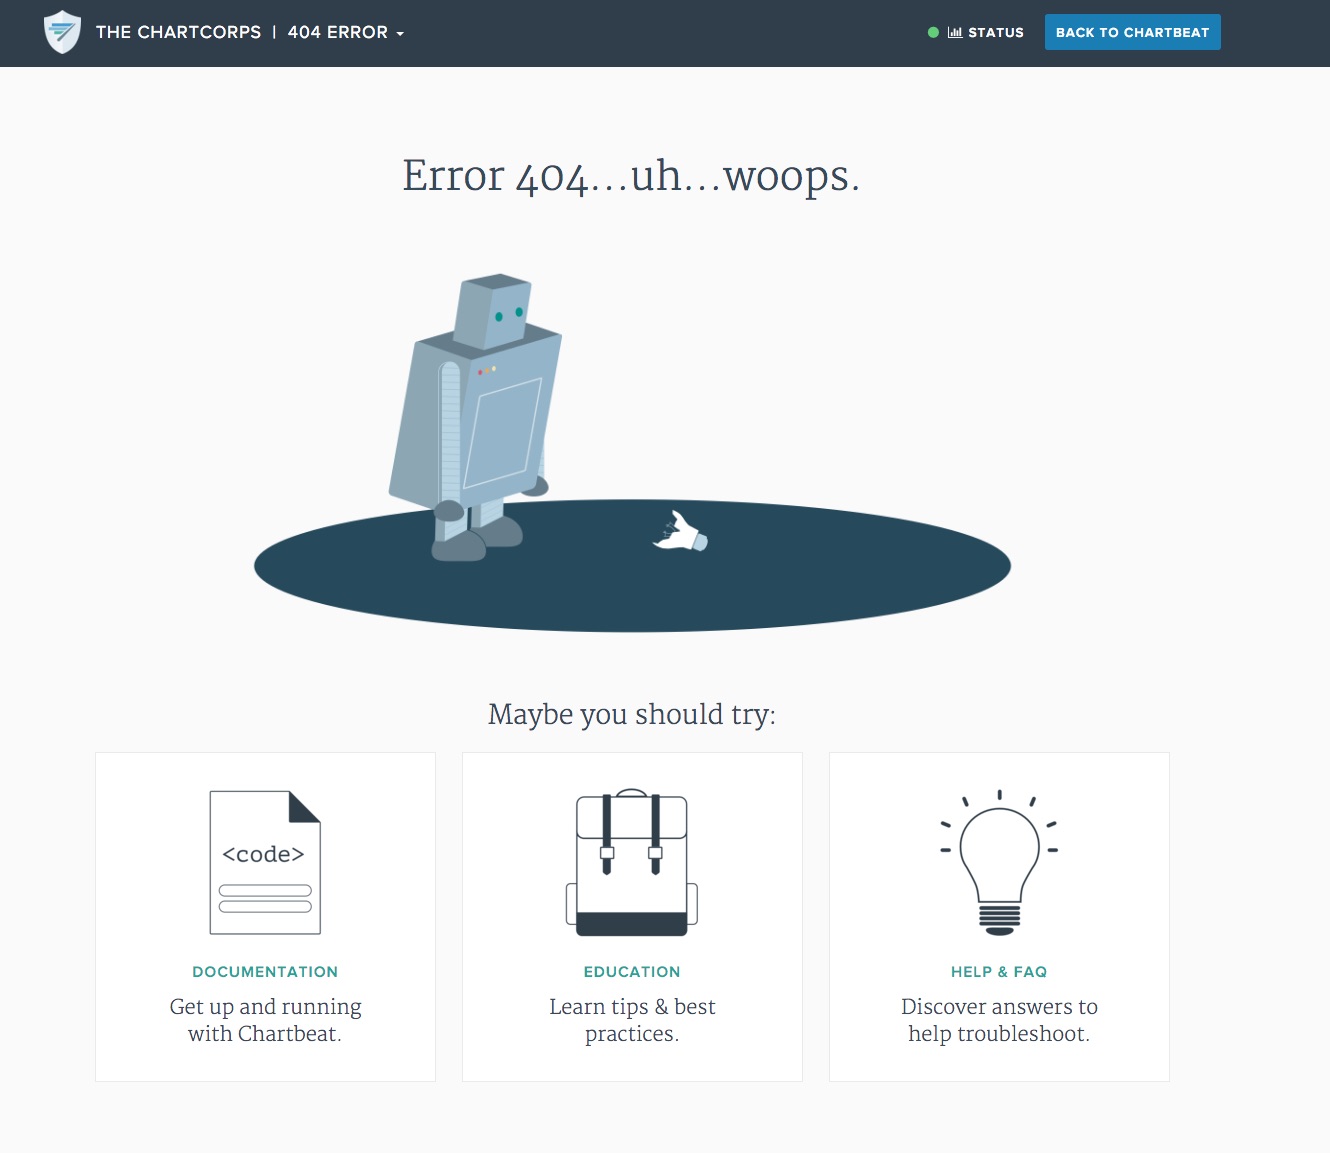 THE CHARTCORPS | 404 ERROR
STATUS
BACK TO CHARTBEAT
Error 404...uh...woops.
Maybe you should try:
<code>
DOCUMENTATION
Get up and running
with Chartbeat.
EDUCATION
Learn tips & best
practices.
HELP & FAQ
Discover answers to
help troubleshoot.